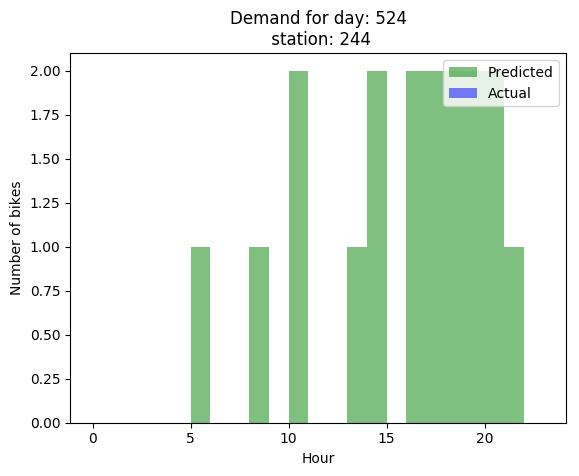 Demand for day: 524
station: 244
Predicted
Actual
Number of bikes
2.00
1.75
1.50
1.25
1.00
0.75
0.50
0.25
0.00
0 5 10 15 20
Hour